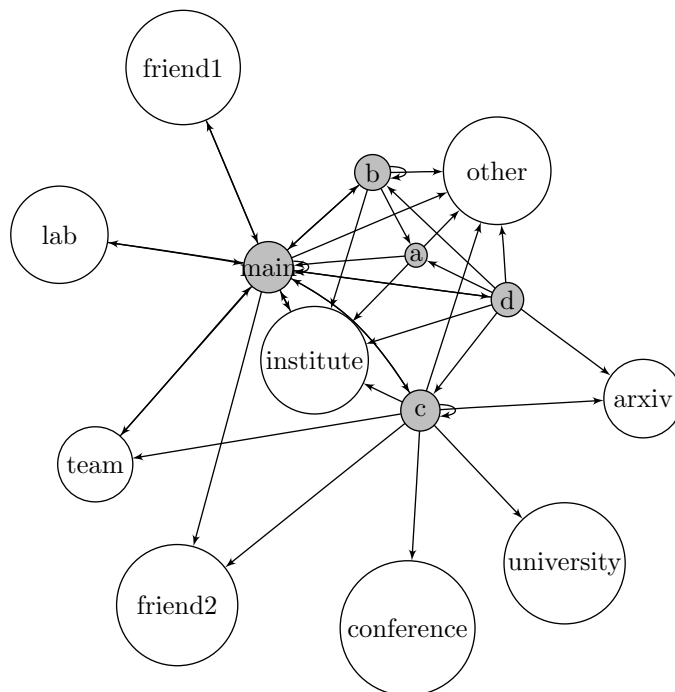 friend1
b
other
lab
a
main
d
institute
arxiv
c
team
university
friend2
conference